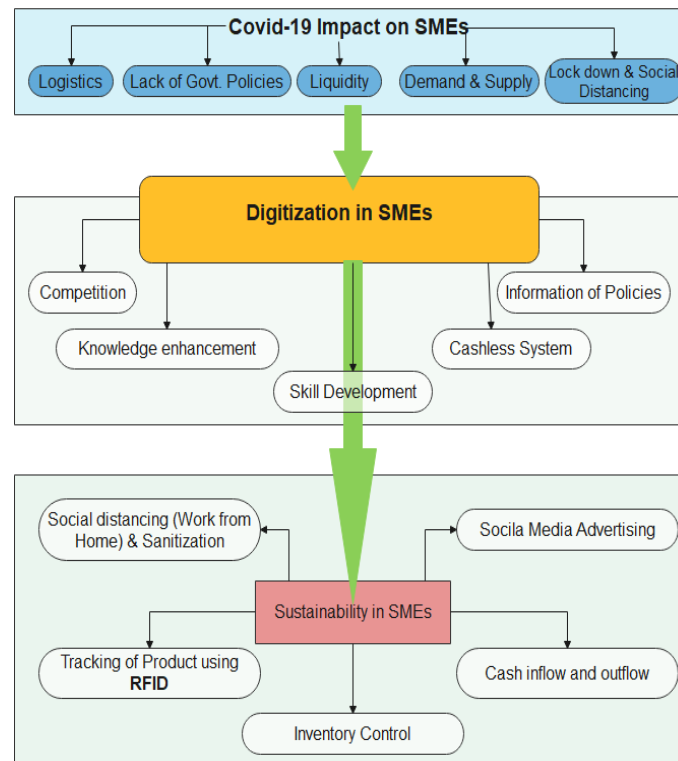 Covid-19 Impact on SMEs
Logistics
Lack of Govt. Policies
Liquidity
Demand & Supply
Lock down & Social
Distancing
Digitization in SMEs
Competition
Information of Policies
Knowledge enhancement
Cashless System
Skill Development
Social distancing (Work from
Home) & Sanitization
Socila Media Advertising
Sustainability in SMEs
Tracking of Product using
RFID
Cash inflow and outflow
Inventory Control